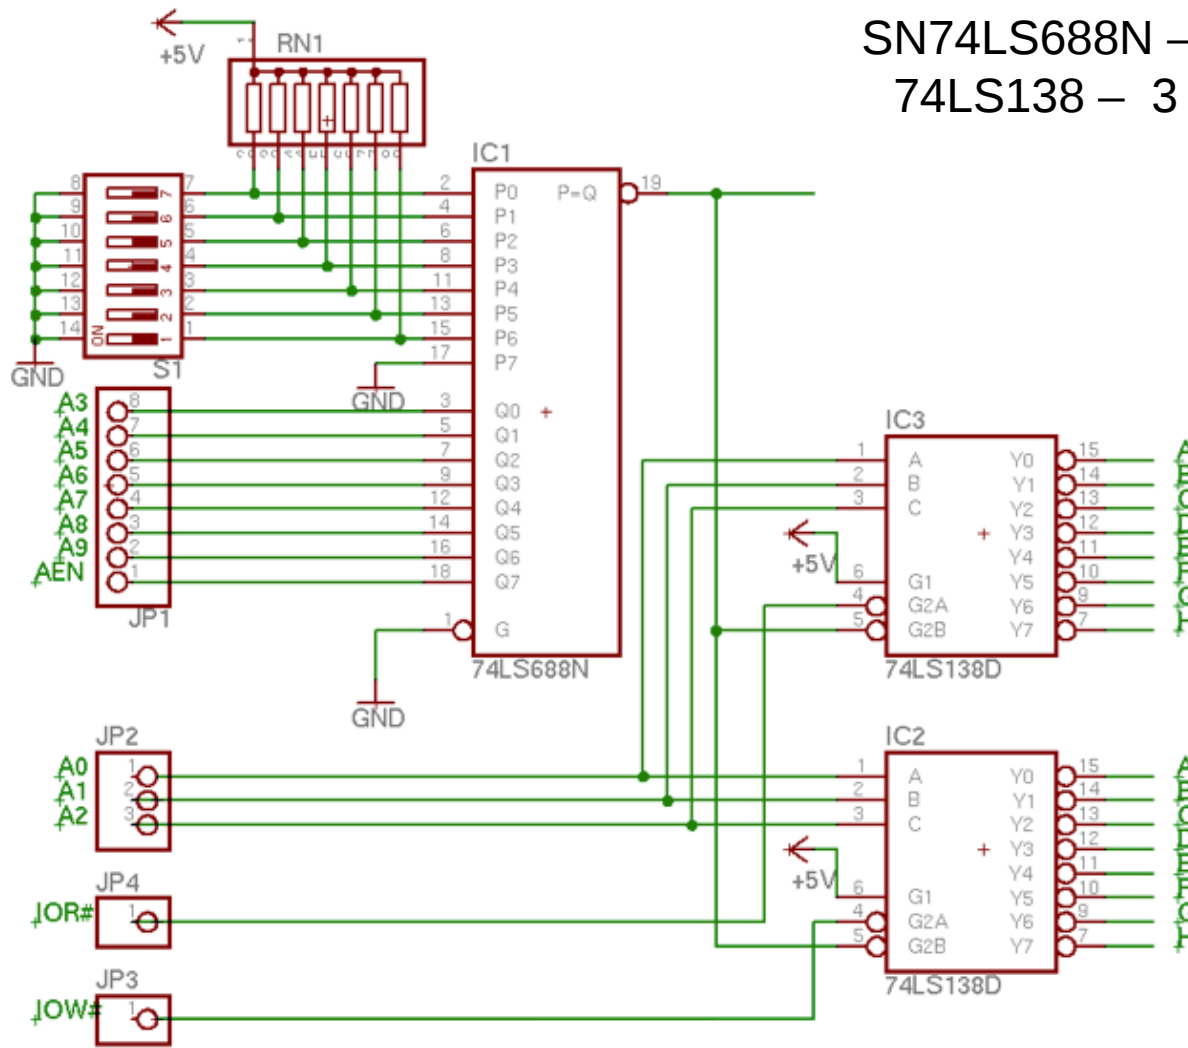 SN74LS688N –
74LS138 – 3
+5V
RN1
IC1
8 7 7
9 6 6
10 5 5
11 4 4
12 3 3
13 2 2
14 1 1
ON
S1
GND
2 P0 P=Q 19
4 P1
6 P2
8 P3
11 P4
13 P5
15 P6
17 P7
GND
A3 8 3 Q0
A4 7 5 Q1
A5 6 7 Q2
A6 5 9 Q3
A7 4 12 Q4
A8 3 14 Q5
A9 2 16 Q6
AEN 1 18 Q7
JP1
1 G
74LS688N
GND
IC3
1 A Y0 15
2 B Y1 14
3 C Y2 13
Y3 12
+5V
Y4 11
6 G1 Y5 10
4 G2A Y6 9
5 G2B Y7 7
74LS138D
JP2
A0 1
A1 2
A2 3
IC2
1 A Y0 15
2 B Y1 14
3 C Y2 13
Y3 12
+5V
Y4 11
6 G1 Y5 10
4 G2A Y6 9
5 G2B Y7 7
74LS138D
JP4
IOR# 1
JP3
IOW# 1